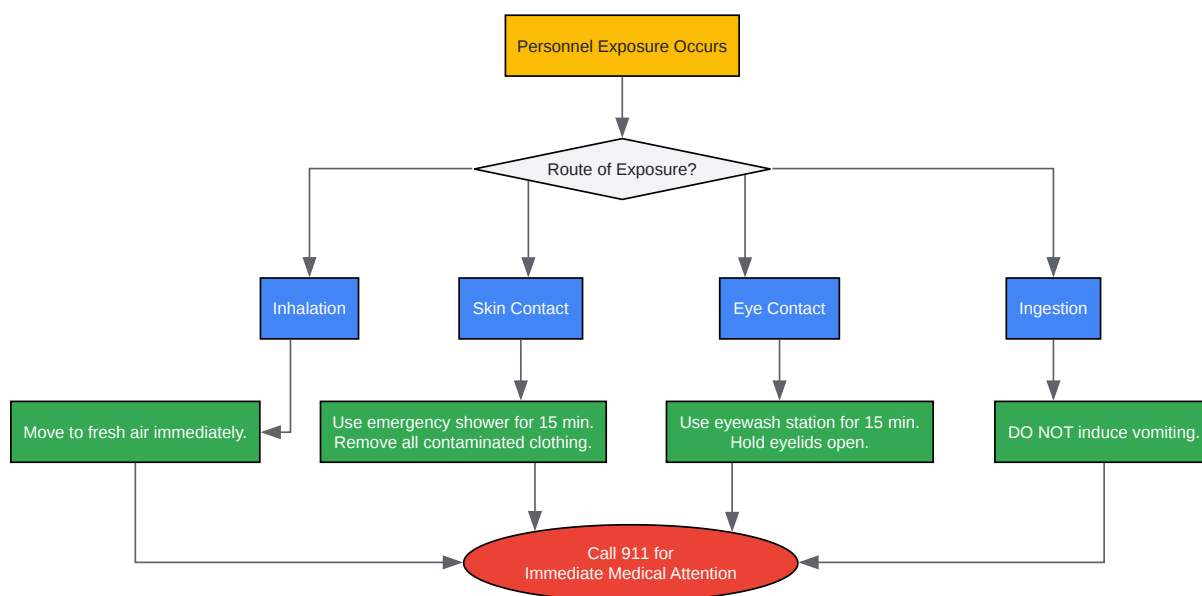 Personnel Exposure Occurs
Route of Exposure?
Inhalation
Skin Contact
Eye Contact
Ingestion
Move to fresh air immediately.
Use emergency shower for 15 min.
Remove all contaminated clothing.
Use eyewash station for 15 min.
Hold eyelids open.
DO NOT induce vomiting.
Call 911 for
Immediate Medical Attention